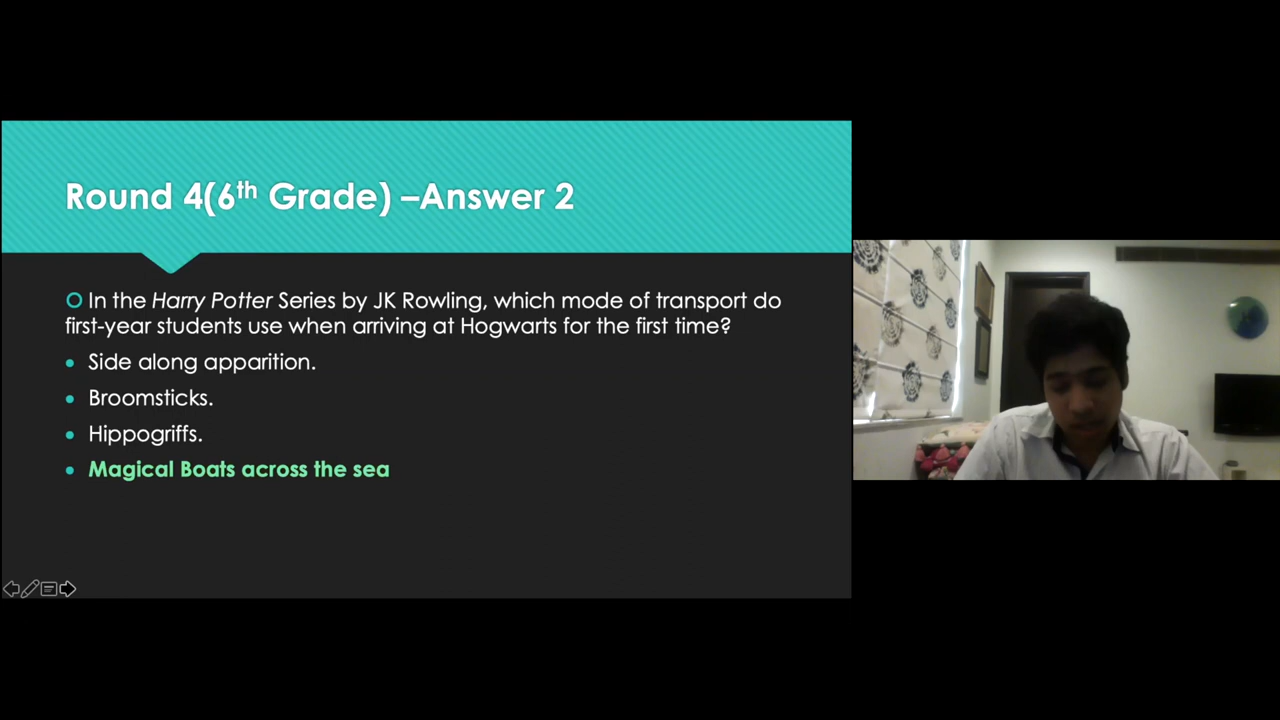 Round 4(6th Grade) –Answer 2
In the Harry Potter Series by JK Rowling, which mode of transport do
first-year students use when arriving at Hogwarts for the first time?
Side along apparition.
Broomsticks.
Hippogriffs.
Magical Boats across the sea